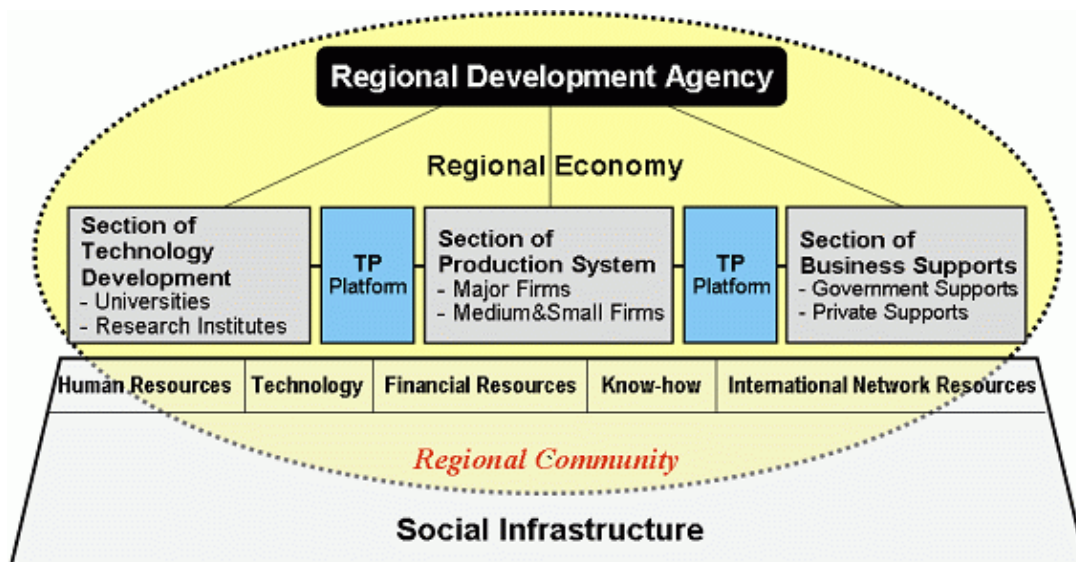 Regional Development Agency
Regional Economy
Section of
Technology
Development
- Universities
- Research Institutes
TP
Platform
Section of
Production System
- Major Firms
- Medium&Small Firms
TP
Platform
Section of
Business Supports
- Government Supports
- Private Supports
Human Resources
Technology
Financial Resources
Know-how
International Network Resources
Regional Community
Social Infrastructure